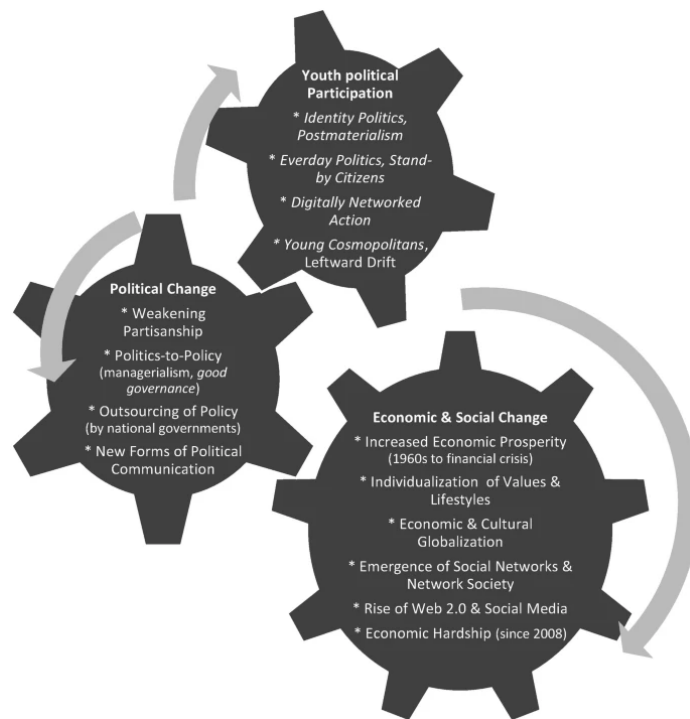 Youth political
Participation
* Identity Politics,
Postmaterialism
* Everday Politics, Stand-
by Citizens
* Digitally Networked
Action
* Young Cosmopolitans,
Leftward Drift
Political Change
* Weakening
Partisanship
* Politics-to-Policy
(managerialism, good
governance)
* Outsourcing of Policy
(by national governments)
* New Forms of Political
Communication
Economic & Social Change
* Increased Economic Prosperity
(1960s to financial crisis)
* Individualization of Values &
Lifestyles
* Economic & Cultural
Globalization
* Emergence of Social Networks &
Network Society
* Rise of Web 2.0 & Social Media
* Economic Hardship (since 2008)